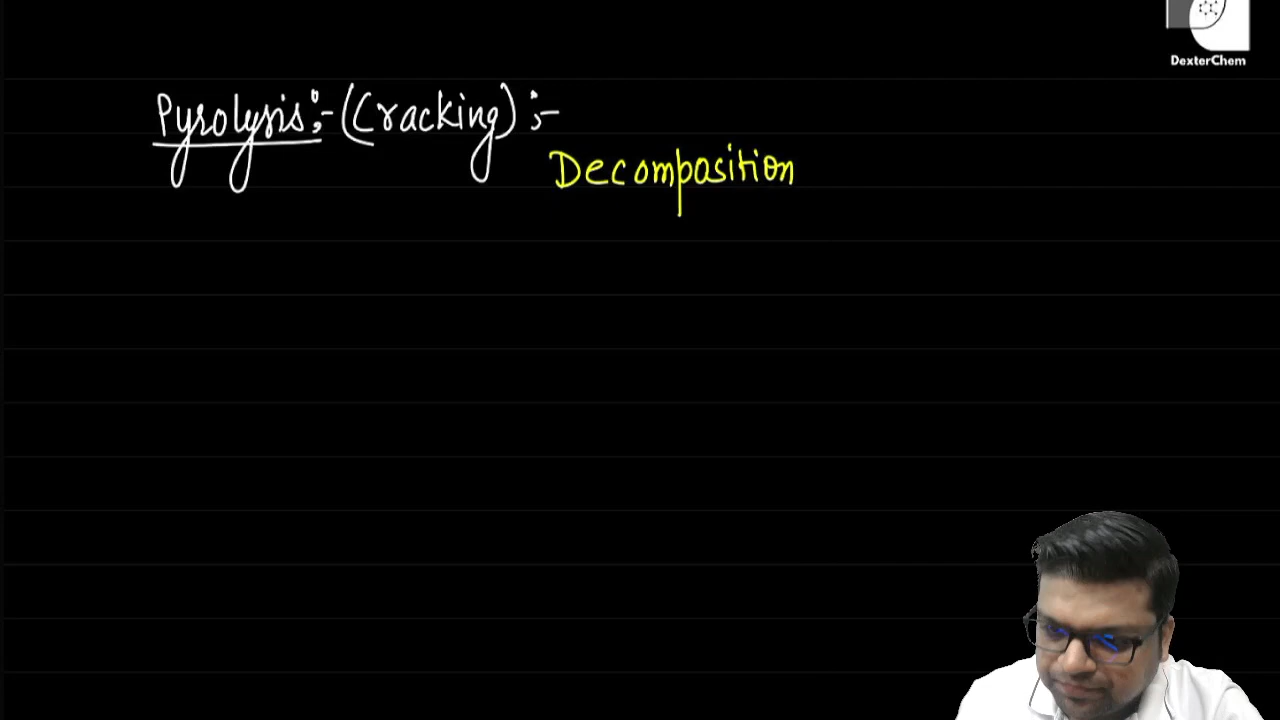 DexterChem
Pyrolysis:- (Cracking) :-
Decomposition